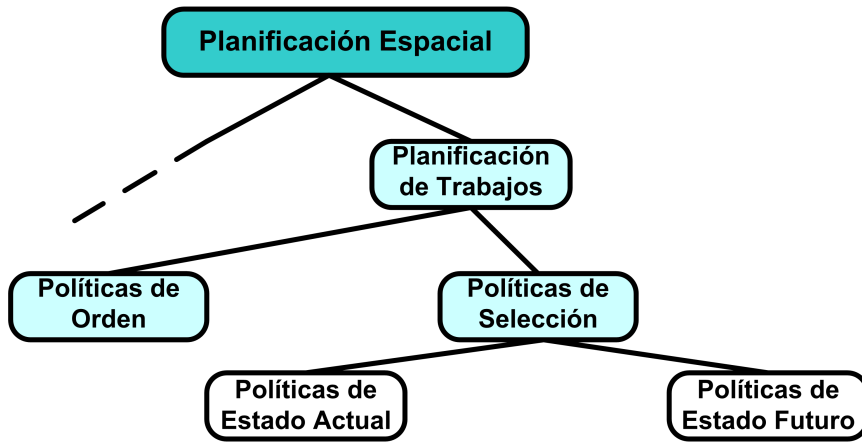 Planificación Espacial
Planificación
de Trabajos
Políticas de
Orden
Políticas de
Selección
Políticas de
Estado Actual
Políticas de
Estado Futuro